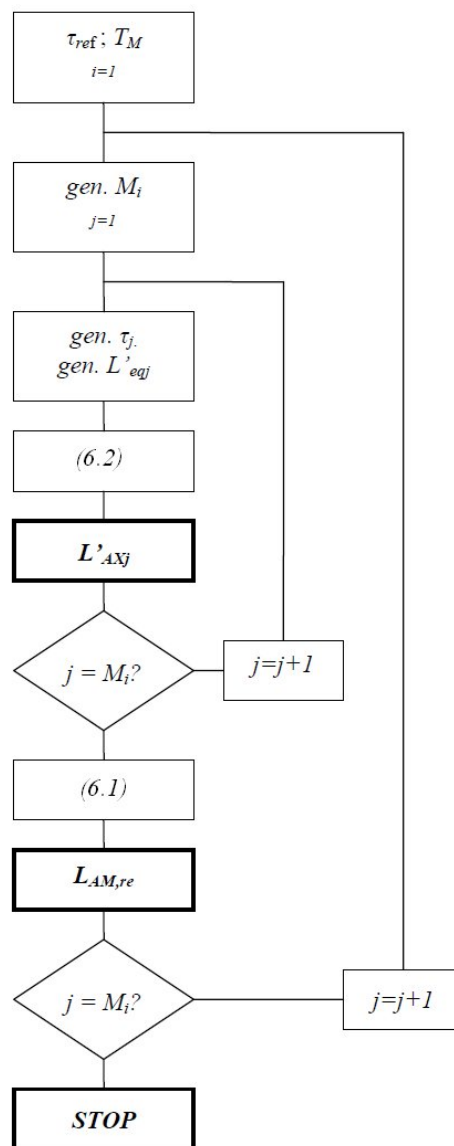 τref ; TM
i=1
gen. Mi
j=1
gen. τj.
gen. L’eqj
(6.2)
L’AXj
j = Mi?
j=j+1
(6.1)
LAM,re
j = Mi?
j=j+1
STOP